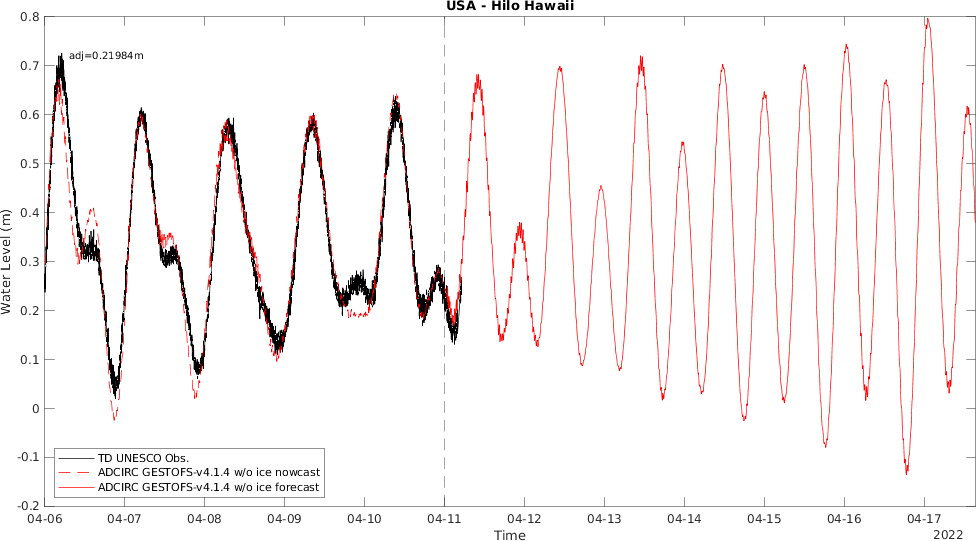 USA - Hilo Hawaii
adj=0.21984m
0.8
0.7
0.6
0.5
0.4
0.3
0.2
0.1
0
-0.1
-0.2
Water Level (m)
TD UNESCO Obs.
ADCIRC GESTOFS-v4.1.4 w/o ice nowcast
ADCIRC GESTOFS-v4.1.4 w/o ice forecast
04-06 04-07 04-08 04-09 04-10 04-11 04-12 04-13 04-14 04-15 04-16 04-17
Time
2022